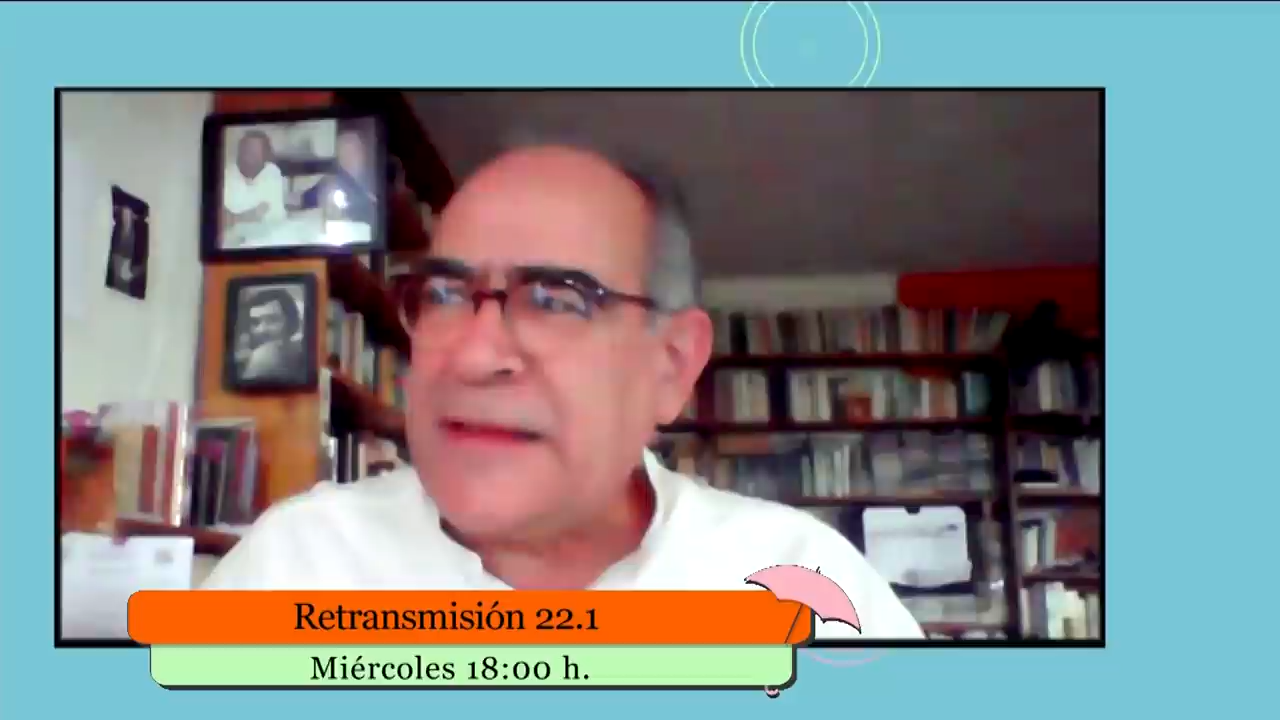 Retransmisión 22.1
Miércoles 18:00 h.